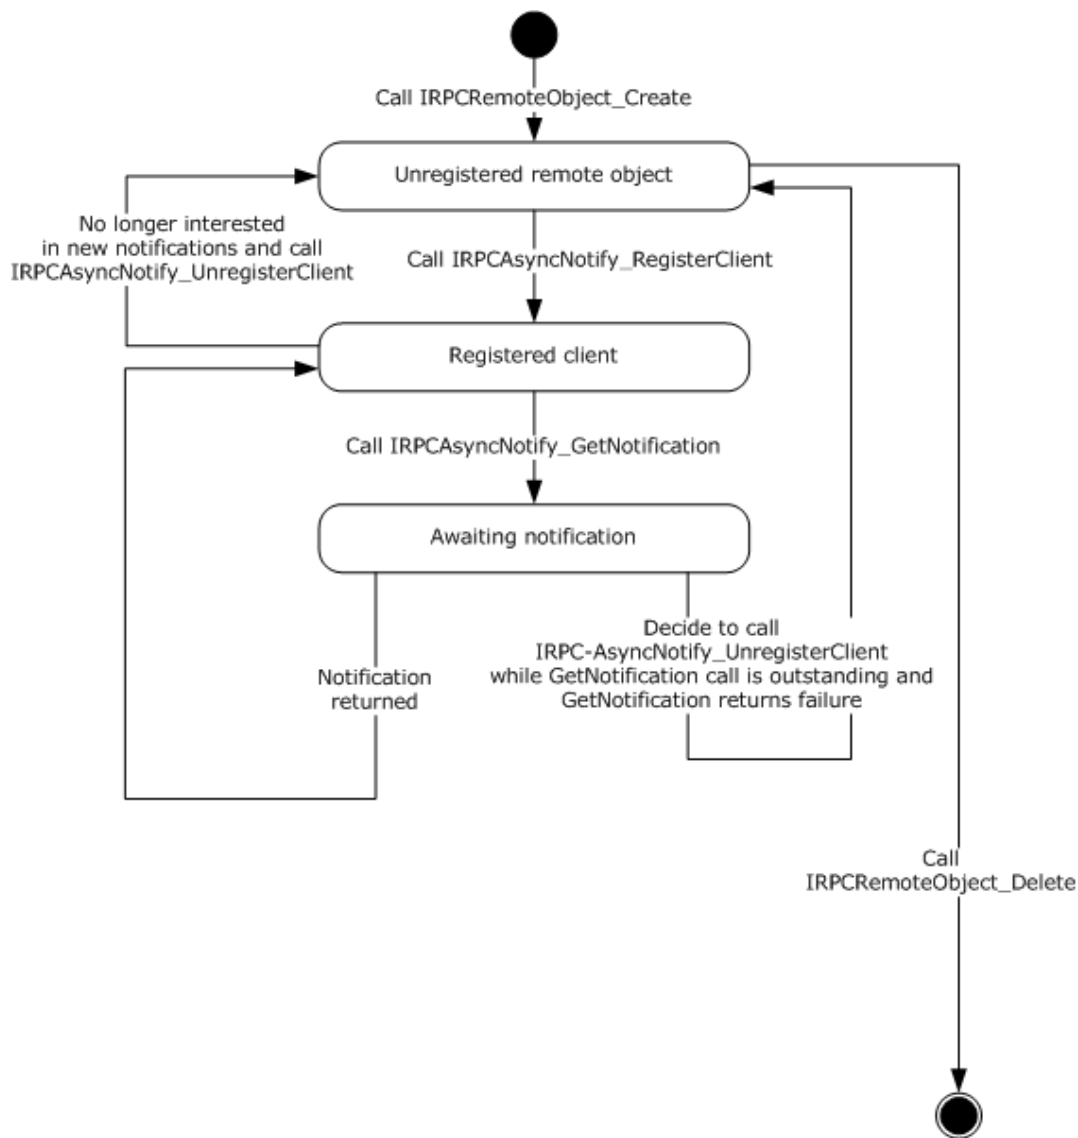 Call IRPCRemoteObject_Create
Unregistered remote object
No longer interested
in new notifications and call
IRPCAsyncNotify_UnregisterClient
Call IRPCAsyncNotify_RegisterClient
Registered client
Call IRPCAsyncNotify_GetNotification
Awaiting notification
Notification
returned
Decide to call
IRPC-AsyncNotify_UnregisterClient
while GetNotification call is outstanding and
GetNotification returns failure
Call
IRPCRemoteObject_Delete